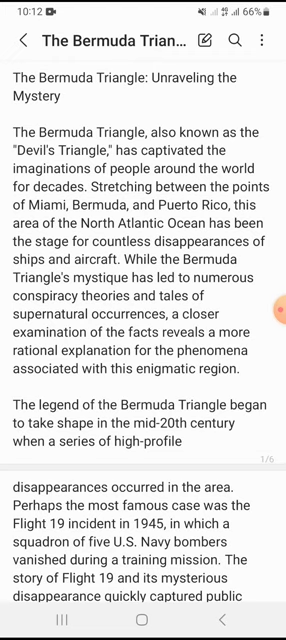 10:12 66%
The Bermuda Trian...
The Bermuda Triangle: Unraveling the
Mystery
The Bermuda Triangle, also known as the
"Devil's Triangle," has captivated the
imaginations of people around the world
for decades. Stretching between the points
of Miami, Bermuda, and Puerto Rico, this
area of the North Atlantic Ocean has been
the stage for countless disappearances of
ships and aircraft. While the Bermuda
Triangle's mystique has led to numerous
conspiracy theories and tales of
supernatural occurrences, a closer
examination of the facts reveals a more
rational explanation for the phenomena
associated with this enigmatic region.
The legend of the Bermuda Triangle began
to take shape in the mid-20th century
when a series of high-profile
1/6
disappearances occurred in the area.
Perhaps the most famous case was the
Flight 19 incident in 1945, in which a
squadron of five U.S. Navy bombers
vanished during a training mission. The
story of Flight 19 and its mysterious
disappearance quickly captured public